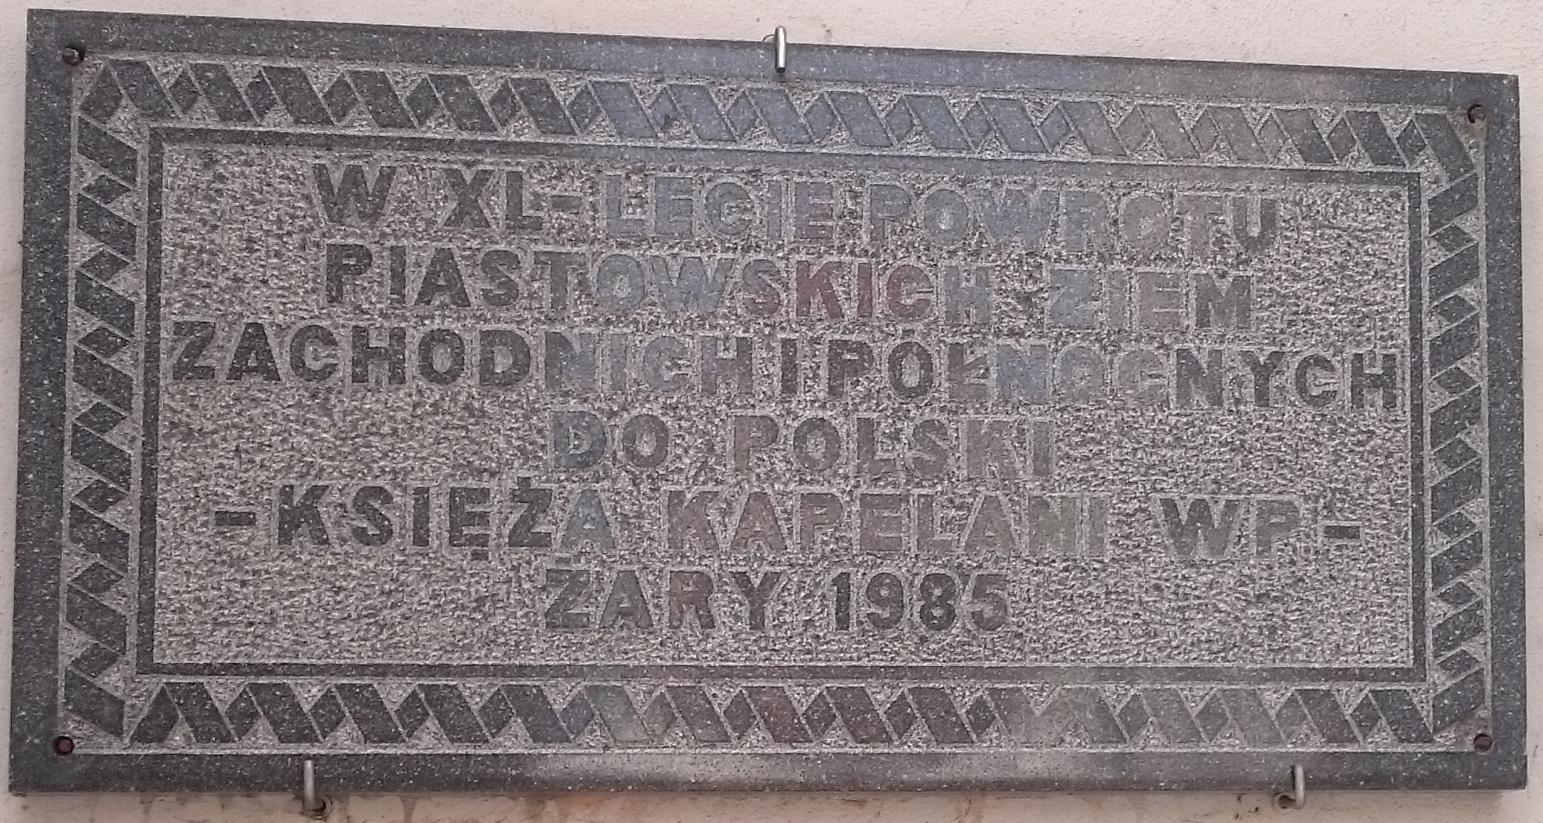 W XL-LECIE POWROTU
PIASTOWSKICH ZIEM
ZACHODNICH I PÓŁNOCNYCH
DO POLSKI
-KSIĘŻA KAPELANI WP-
ŻARY 1985